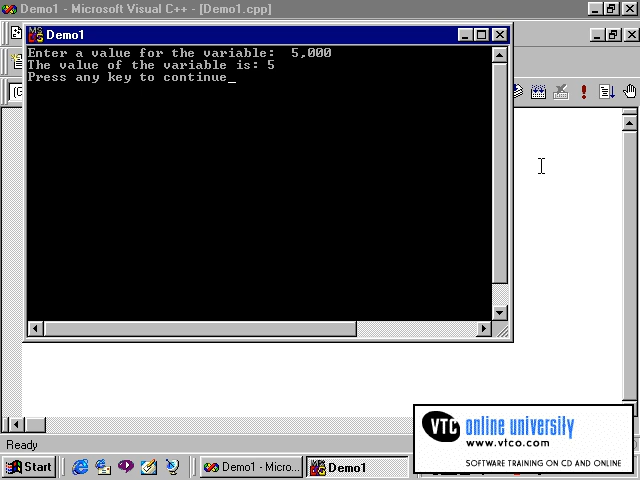 Demo1 - Microsoft Visual C++ - [Demo1.cpp]
Demo1
Enter a value for the variable:  5,000
The value of the variable is: 5
Press any key to continue_
Ready
Start
Demo1 - Micro...
Demo1
VTC online university
www.vtco.com
SOFTWARE TRAINING ON CD AND ONLINE